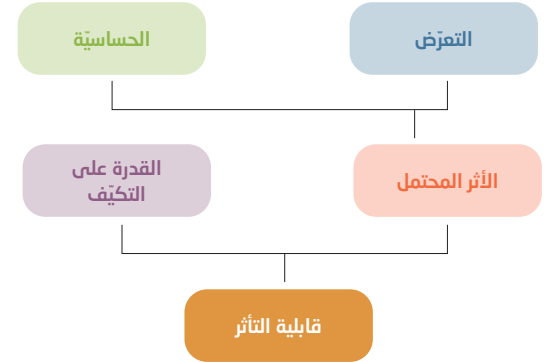 التعرّض
الحساسيّة
الأثر المحتمل
القدرة على
التكيّف
قابلية التأثر